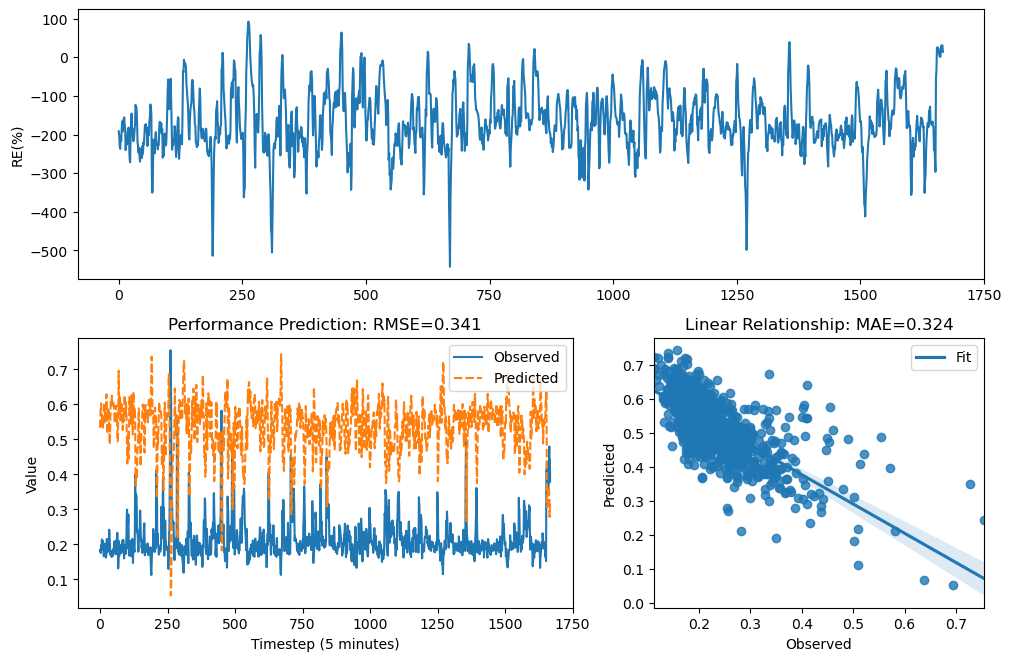 RE(%)
100
0
−100
−200
−300
−400
−500
0 250 500 750 1000 1250 1500 1750
Performance Prediction: RMSE=0.341
Value
0.7
0.6
0.5
0.4
0.3
0.2
0.1
Observed
Predicted
0 250 500 750 1000 1250 1500 1750
Timestep (5 minutes)
Linear Relationship: MAE=0.324
Predicted
0.7
0.6
0.5
0.4
0.3
0.2
0.1
0.0
Fit
0.2 0.3 0.4 0.5 0.6 0.7
Observed